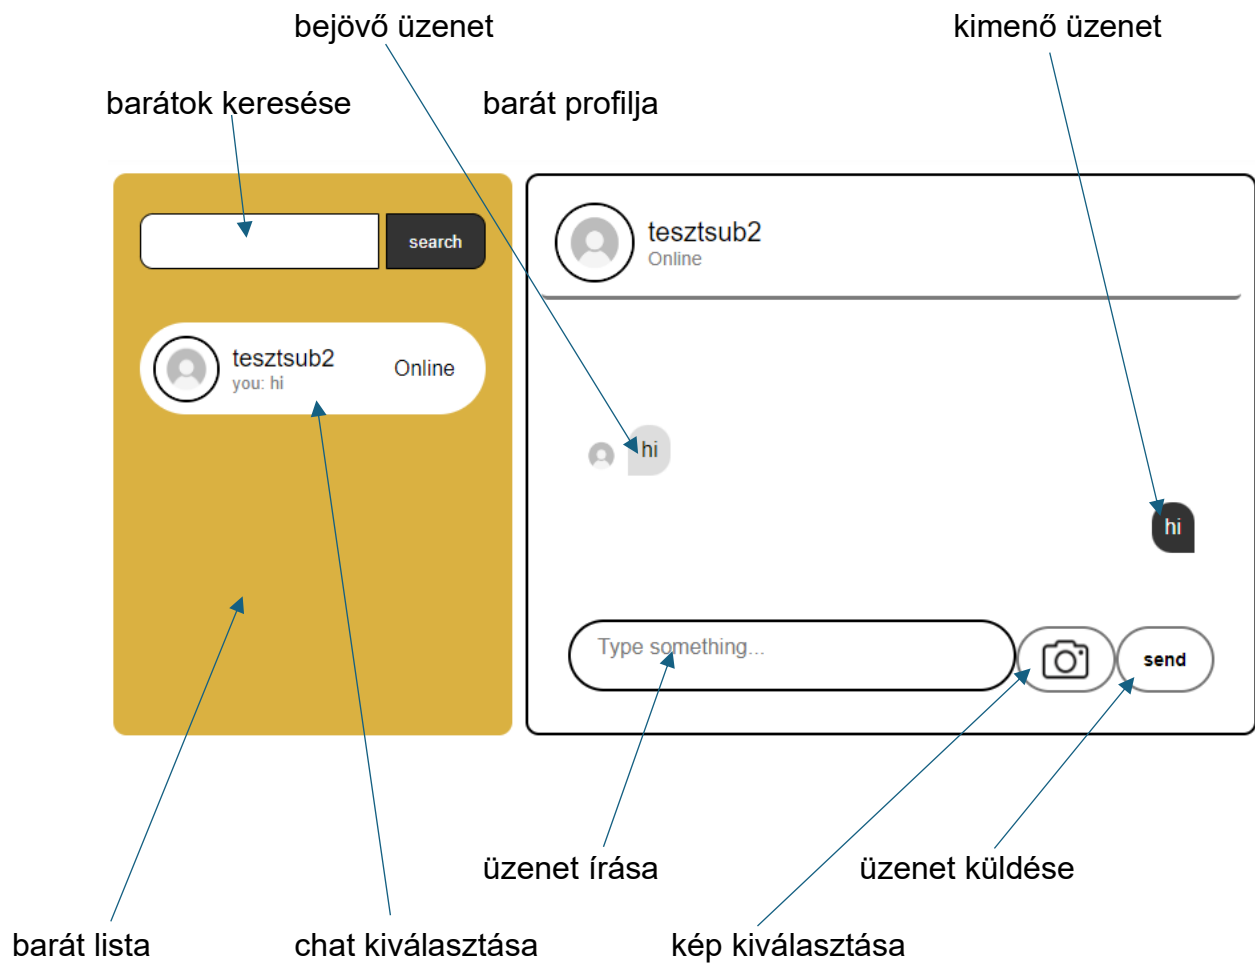 bejövő üzenet
kimenő üzenet
barátok keresése
barát profilja
search
tesztsub2
Online
tesztsub2
you: hi
Online
hi
hi
Type something...
send
üzenet írása
üzenet küldése
barát lista
chat kiválasztása
kép kiválasztása